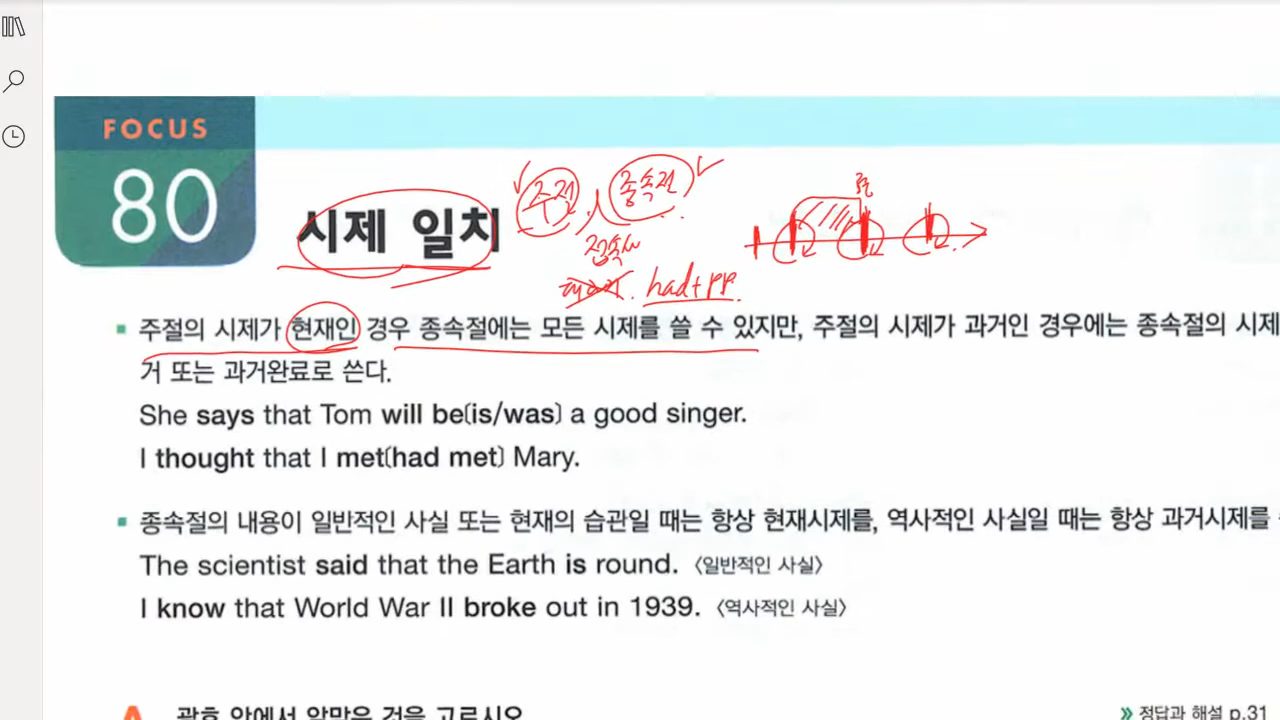 FOCUS
80
시제 일치
주절
종속절
접속사
had+PP.
현
주절의 시제가 현재인 경우 종속절에는 모든 시제를 쓸 수 있지만, 주절의 시제가 과거인 경우에는 종속절의 시제
거 또는 과거완료로 쓴다.
She says that Tom will be(is/was) a good singer.
I thought that I met(had met) Mary.
종속절의 내용이 일반적인 사실 또는 현재의 습관일 때는 항상 현재시제를, 역사적인 사실일 때는 항상 과거시제를
The scientist said that the Earth is round. 〈일반적인 사실〉
I know that World War II broke out in 1939. 〈역사적인 사실〉
A 괄호 안에서 알맞은 것을 고르시오
» 정답과 해설 p.31